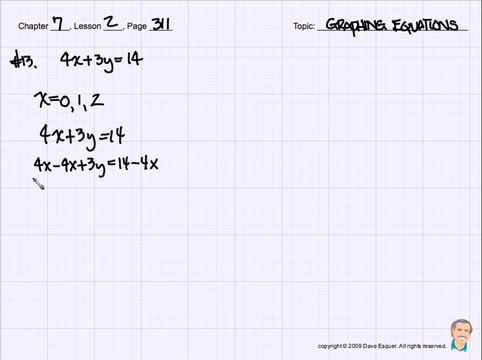 Chapter 7, Lesson 2, Page 311
Topic: GRAPHING EQUATIONS
#13. 4x+3y=14
x=0,1,2
4x+3y=14
4x-4x+3y=14-4x
copyright © 2009 Dave Esquer. All rights reserved.